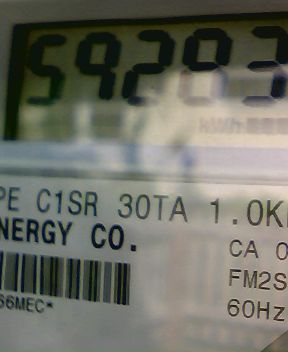 59283
kWh
PE C1SR 30TA 1.0K
NERGY CO.
CA 0
FM2S
66MEC*
60Hz